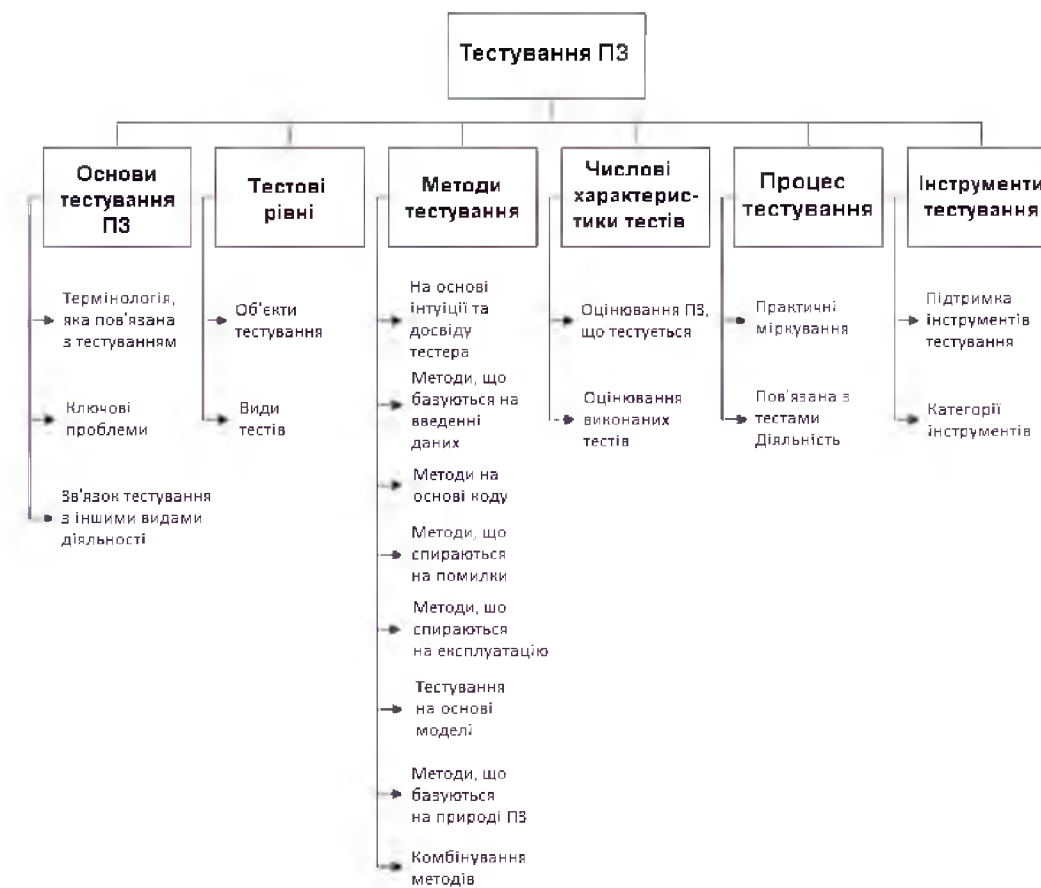 Тестування ПЗ
Основи
тестування
ПЗ
Термінологія,
яка пов'язана
з тестуванням
Ключові
проблеми
Зв'язок тестування
з іншими видами
діяльності
Тестові
рівні
Об'єкти
тестування
Види
тестів
Методи
тестування
На основі
інтуіції та
досвіду
тестера
Методи, що
базуються на
введенні
даних
Методи на
основі коду
Методи, що
спираються
на помилки
Методи, що
спираються
на експлуатацію
Тестування
на основі
моделі
Методи, що
базуються
на природі ПЗ
Комбінування
методів
Числові
характерис-
тики тестів
Оцінювання ПЗ,
що тестується
Оцінювання
виконаних
тестів
Процес
тестування
Практичні
міркування
Пов'язана з
тестами
Діяльність
Інструменти
тестування
Підтримка
інструментів
тестування
Категорії
інструментів